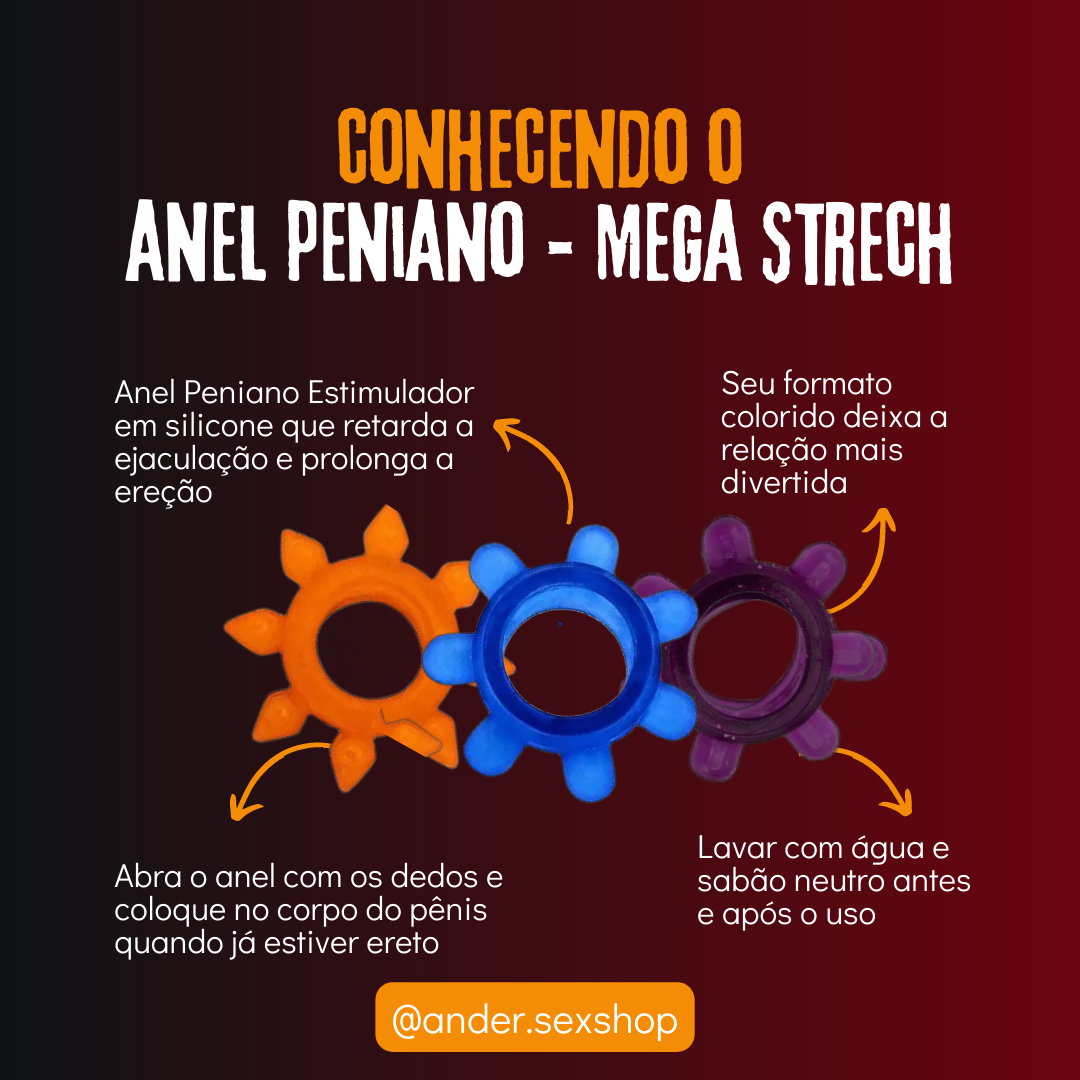 CONHECENDO O
ANEL PENIANO - MEGA STRECH
Anel Peniano Estimulador
em silicone que retarda a
ejaculação e prolonga a
ereção
Seu formato
colorido deixa a
relação mais
divertida
Abra o anel com os dedos e
coloque no corpo do pênis
quando já estiver ereto
Lavar com água e
sabão neutro antes
e após o uso
@ander.sexshop